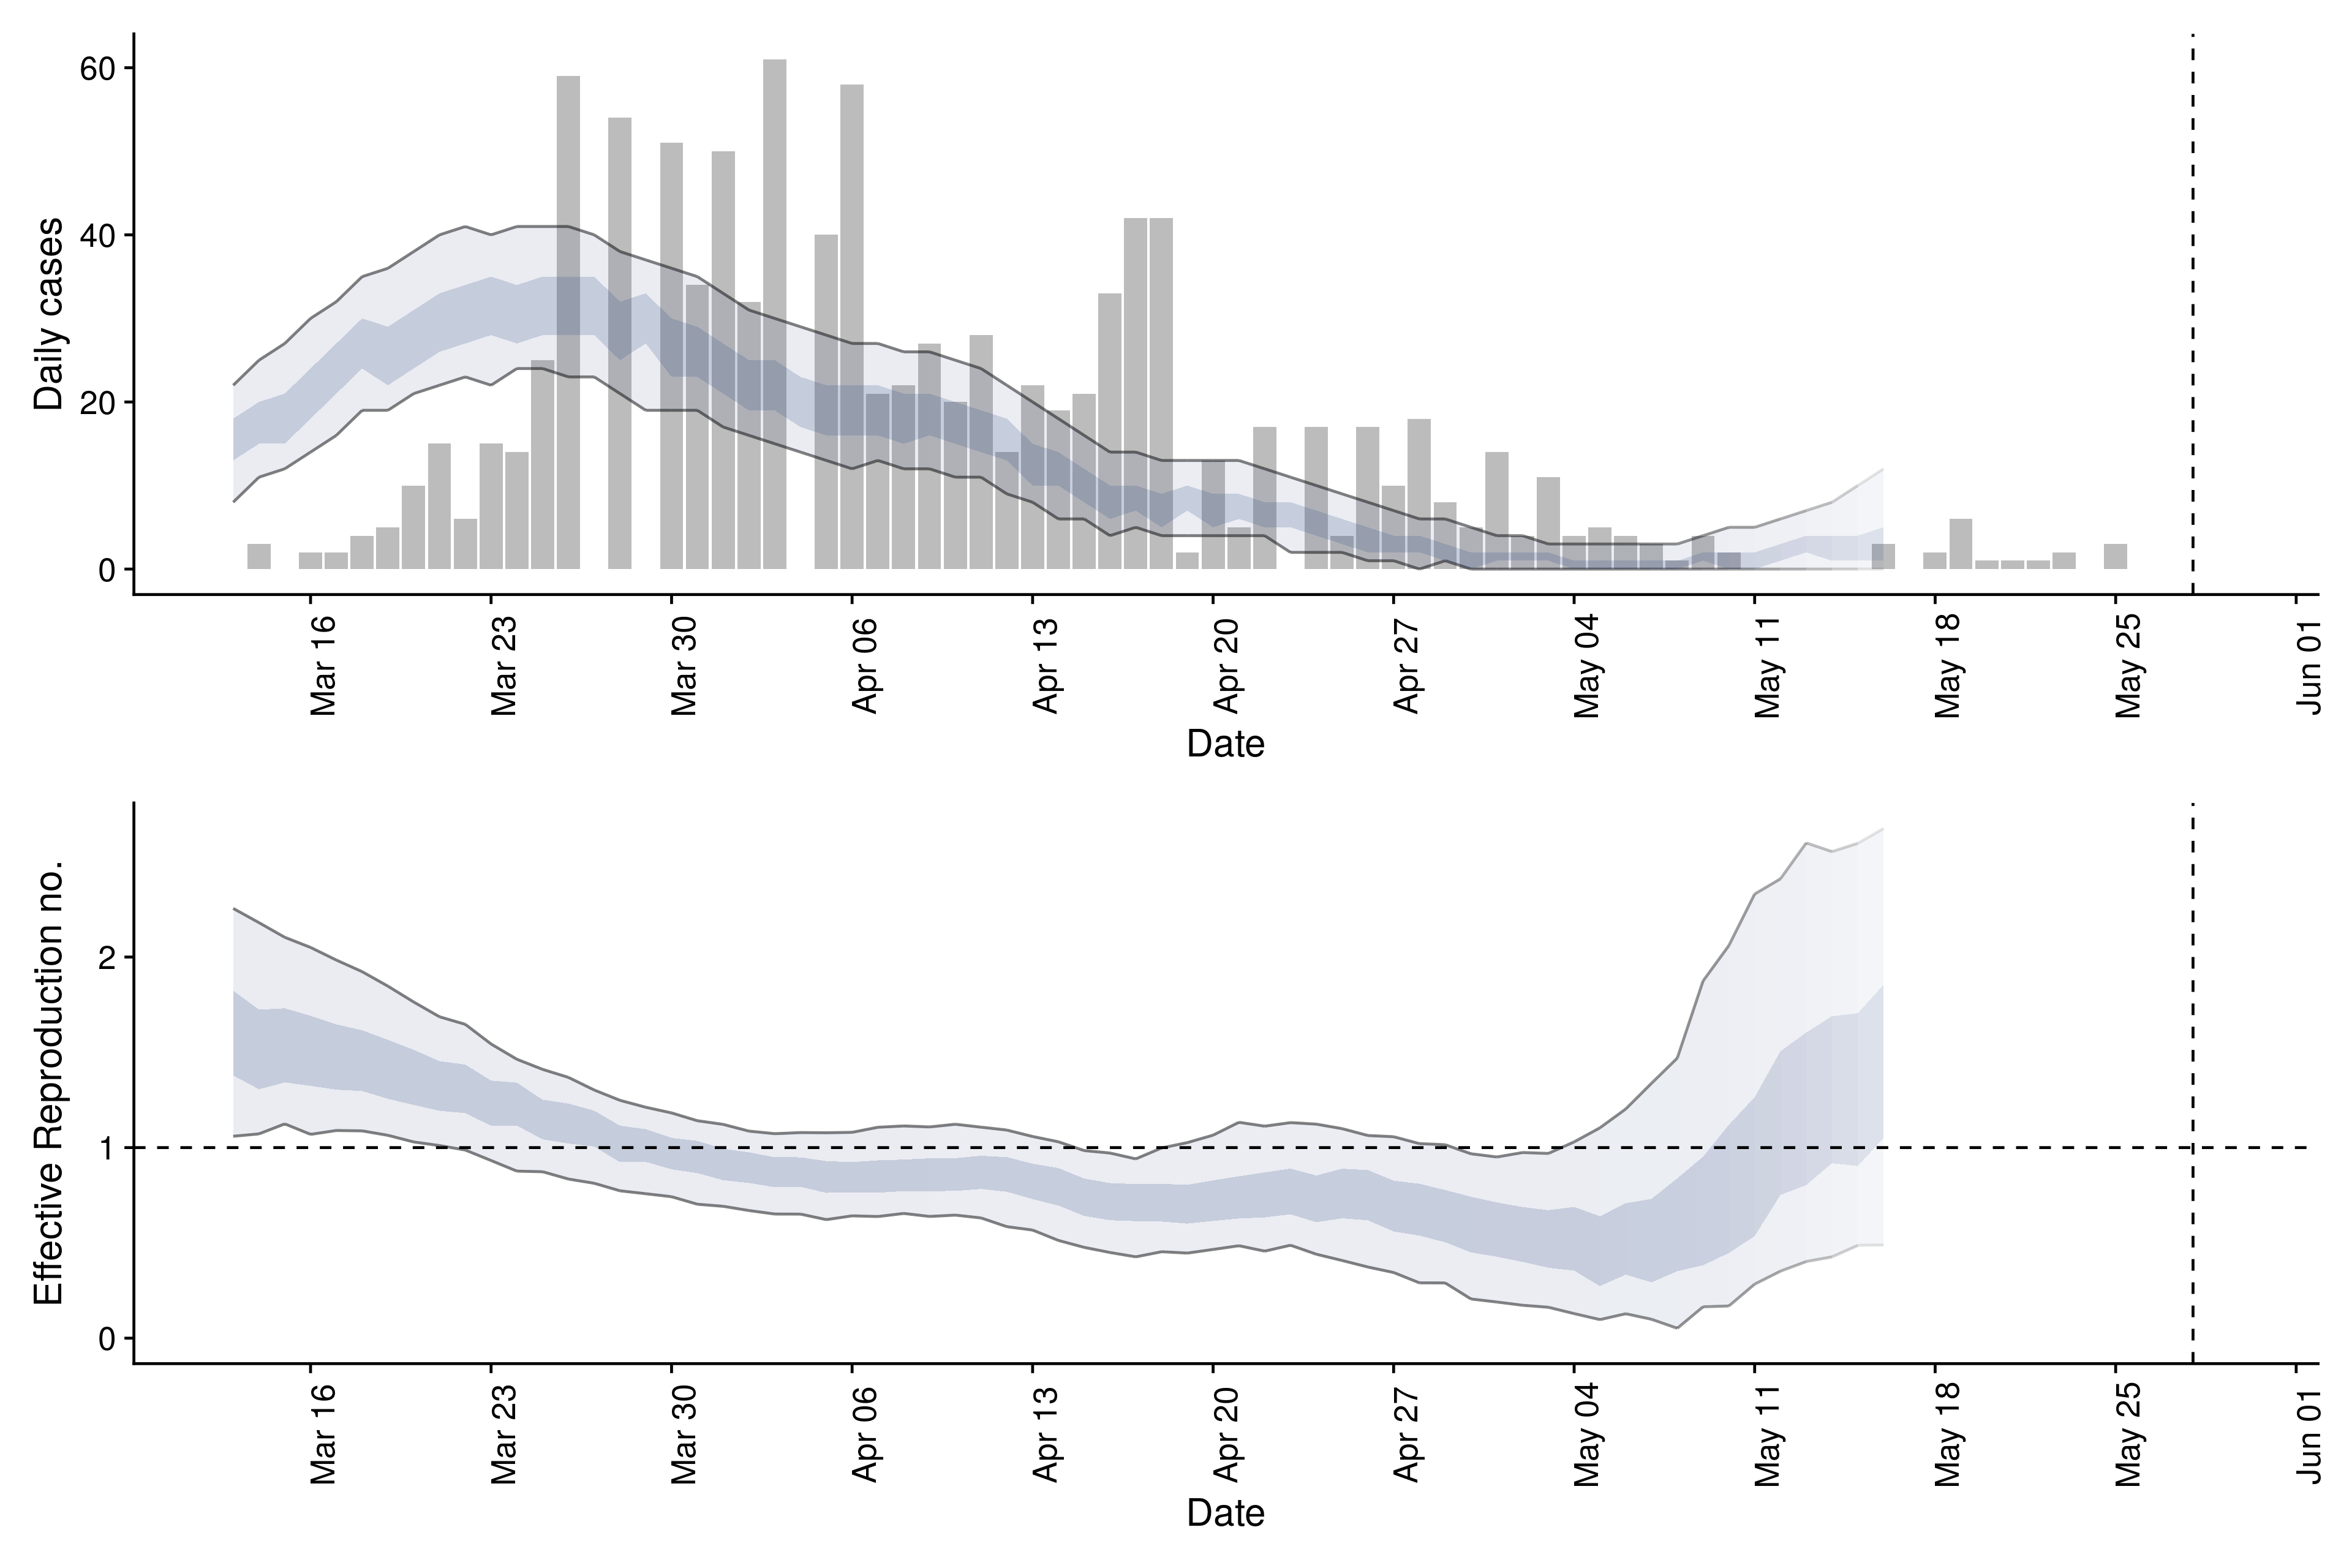 Daily cases
60
40
20
0
Mar 16
Mar 23
Mar 30
Apr 06
Apr 13
Apr 20
Apr 27
May 04
May 11
May 18
May 25
Jun 01
Date
Effective Reproduction no.
2
1
0
Mar 16
Mar 23
Mar 30
Apr 06
Apr 13
Apr 20
Apr 27
May 04
May 11
May 18
May 25
Jun 01
Date